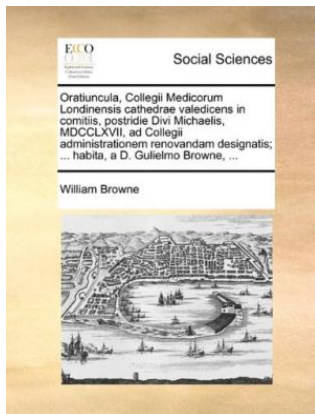 ECCO
Social Sciences
Oratiuncula, Collegii Medicorum
Londinensis cathedrae valedicens in
comitiis, postridie Divi Michaelis,
MDCCLXVII, ad Collegii
administrationem renovandam designatis;
... habita, a D. Gulielmo Browne, ...
William Browne